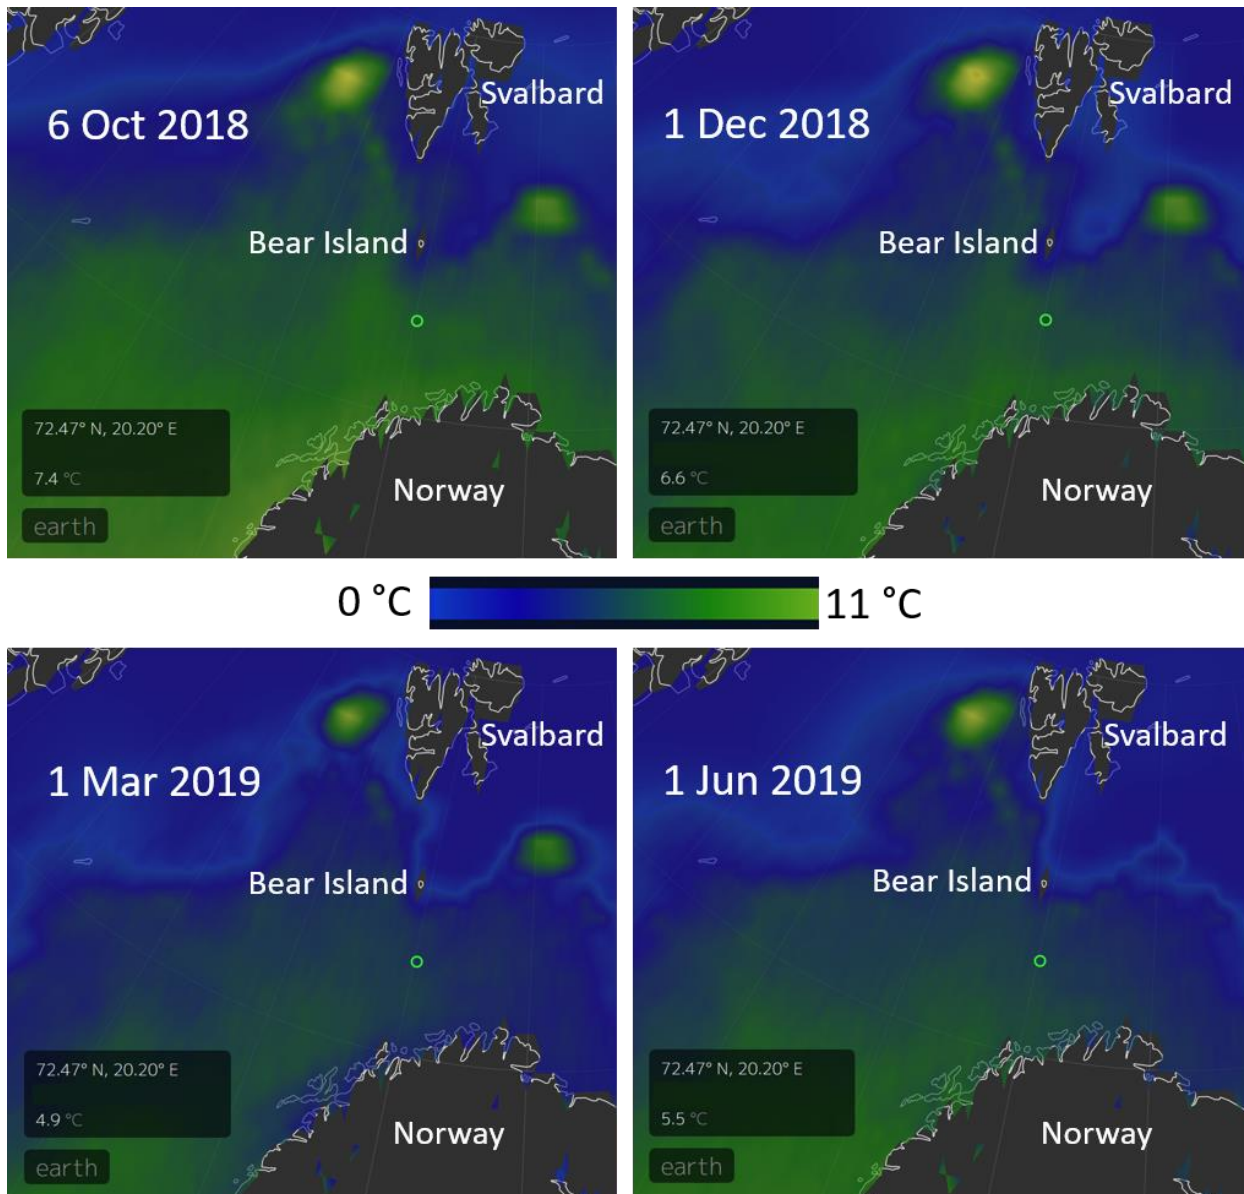 6 Oct 2018
Svalbard
Bear Island
72.47° N, 20.20° E
7.4 °C
Norway
earth
1 Dec 2018
Svalbard
Bear Island
72.47° N, 20.20° E
6.6 °C
Norway
earth
0 °C
11 °C
1 Mar 2019
Svalbard
Bear Island
72.47° N, 20.20° E
4.9 °C
Norway
earth
1 Jun 2019
Svalbard
Bear Island
72.47° N, 20.20° E
5.5 °C
Norway
earth